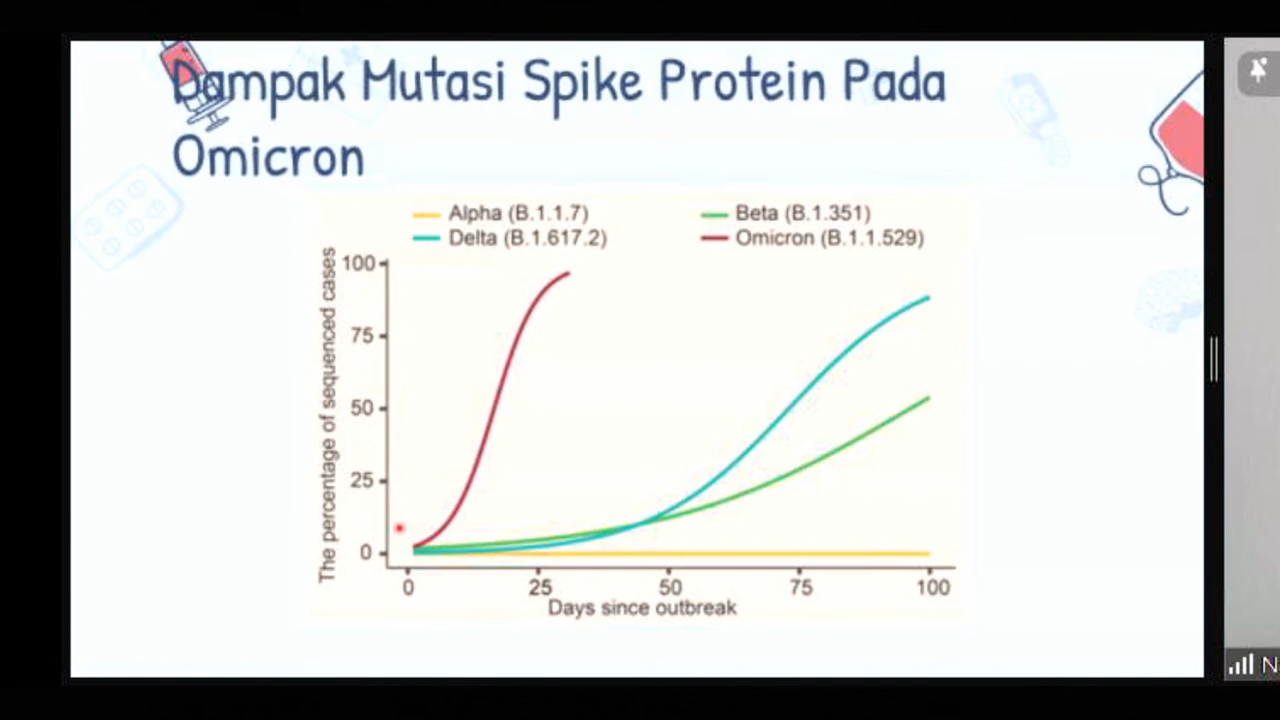 Dampak Mutasi Spike Protein Pada
Omicron
Alpha (B.1.1.7)
Beta (B.1.351)
Delta (B.1.617.2)
Omicron (B.1.1.529)
The percentage of sequenced cases
100
75
50
25
0
0 25 50 75 100
Days since outbreak